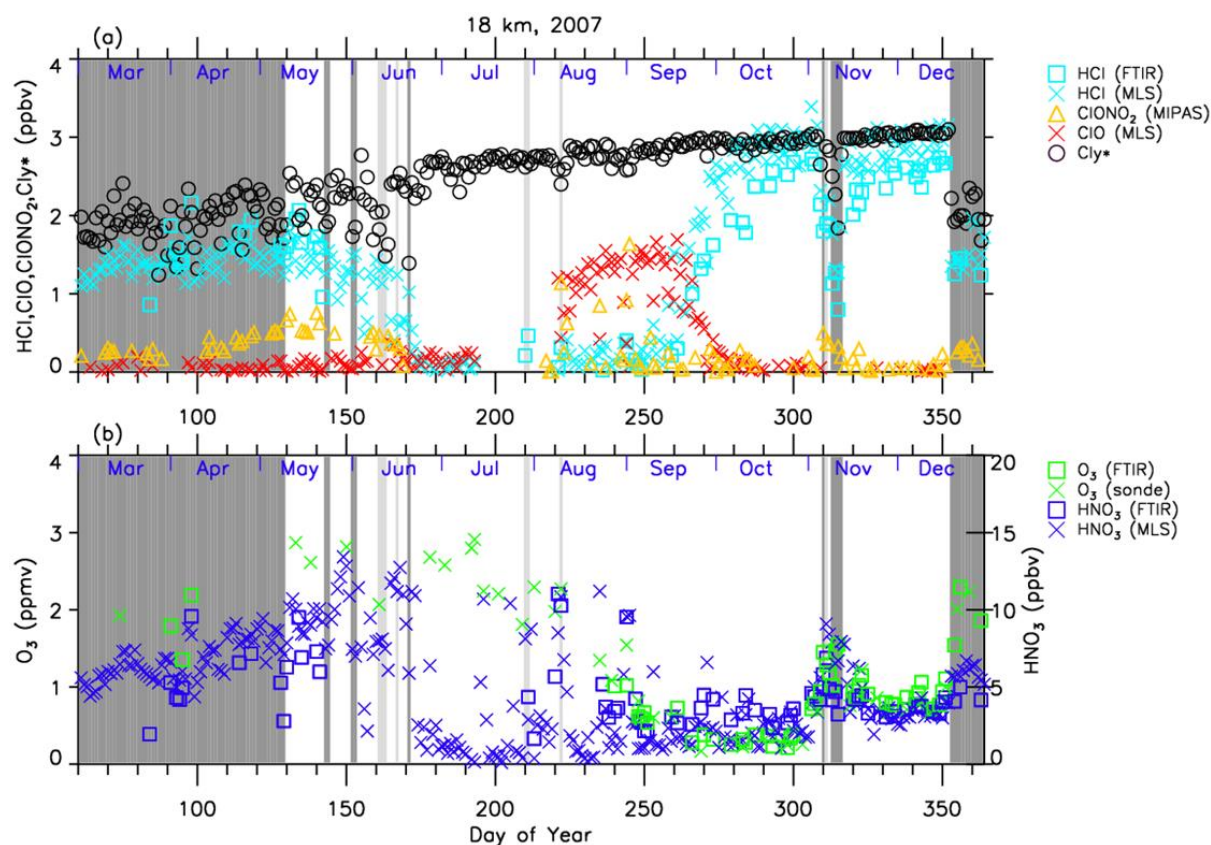 18 km, 2007
(a)
Mar Apr May Jun Jul Aug Sep Oct Nov Dec
HCl,ClO,ClONO₂,Cly* (ppbv)
4
3
2
1
0
100 150 200 250 300 350
HCl (FTIR)
HCl (MLS)
ClONO₂ (MIPAS)
ClO (MLS)
Cly*
(b)
Mar Apr May Jun Jul Aug Sep Oct Nov Dec
O₃ (ppmv)
4
3
2
1
0
20
15
10
5
0
HNO₃ (ppbv)
100 150 200 250 300 350
Day of Year
O₃ (FTIR)
O₃ (sonde)
HNO₃ (FTIR)
HNO₃ (MLS)